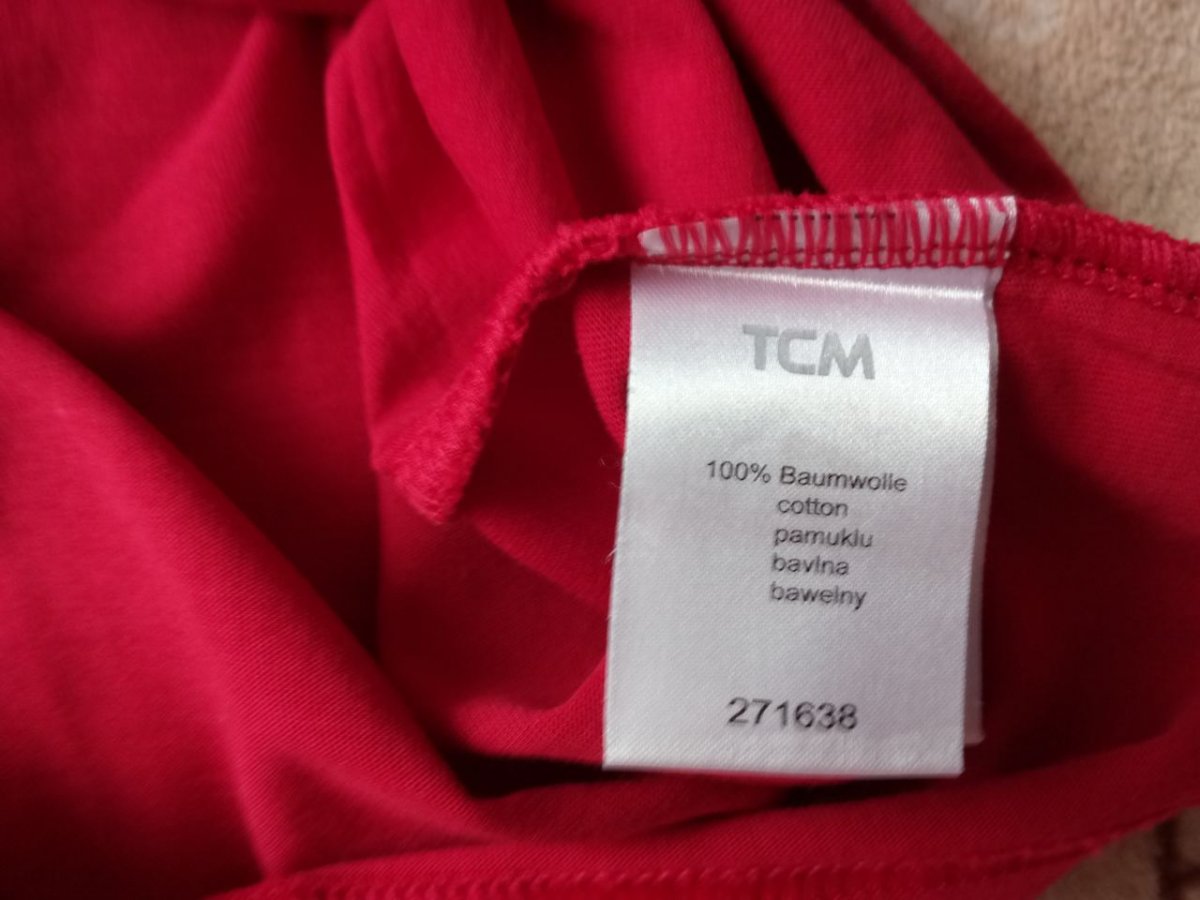 TCM
100% Baumwolle
cotton
pamuklu
bavlna
bawełny
271638